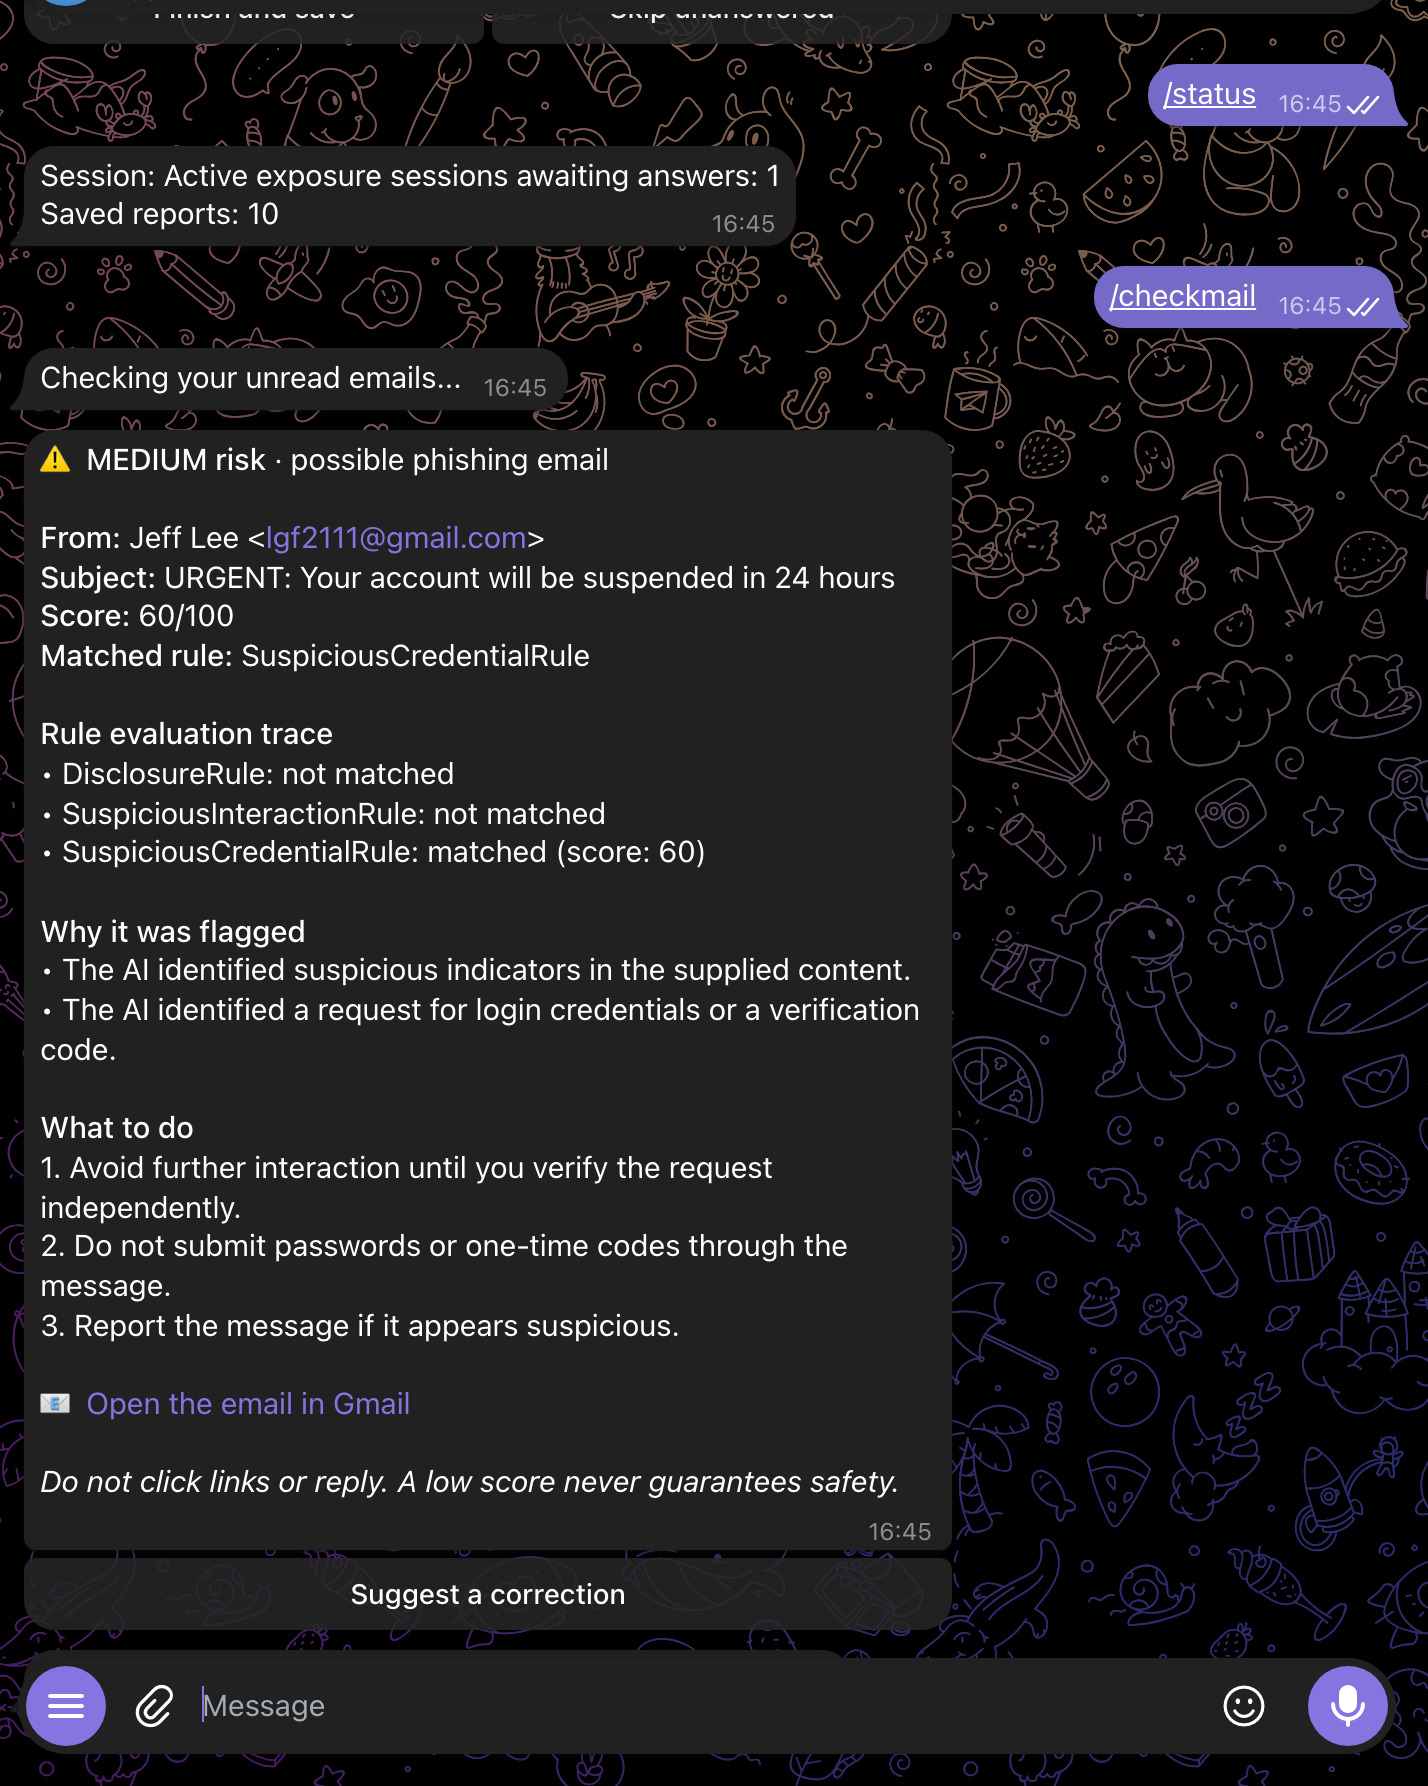 Finish and save
Skip unanswered
/status 16:45
Session: Active exposure sessions awaiting answers: 1
Saved reports: 10
16:45
/checkmail 16:45
Checking your unread emails... 16:45
⚠️ MEDIUM risk · possible phishing email
From: Jeff Lee <lgf2111@gmail.com>
Subject: URGENT: Your account will be suspended in 24 hours
Score: 60/100
Matched rule: SuspiciousCredentialRule
Rule evaluation trace
• DisclosureRule: not matched
• SuspiciousInteractionRule: not matched
• SuspiciousCredentialRule: matched (score: 60)
Why it was flagged
• The AI identified suspicious indicators in the supplied content.
• The AI identified a request for login credentials or a verification
code.
What to do
1. Avoid further interaction until you verify the request
independently.
2. Do not submit passwords or one-time codes through the
message.
3. Report the message if it appears suspicious.
📧 Open the email in Gmail
Do not click links or reply. A low score never guarantees safety.
16:45
Suggest a correction
Message